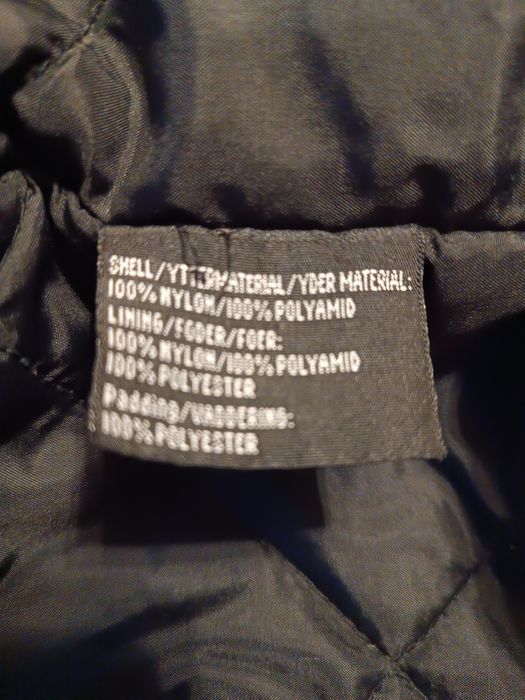 SHELL/YTTERMATERIAL/YDER MATERIAL:
100% NYLON/100% POLYAMID
LINING/FODER/FOER:
100% NYLON/100% POLYAMID
100% POLYESTER
Padding/VADDERING:
100% POLYESTER